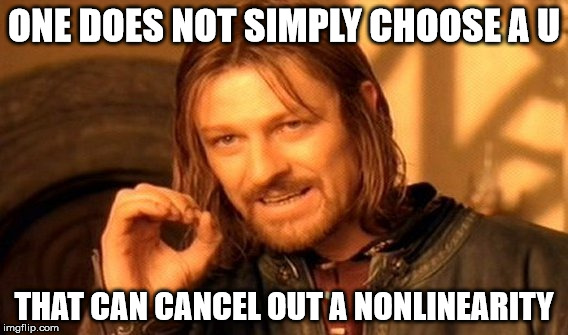 ONE DOES NOT SIMPLY CHOOSE A U
THAT CAN CANCEL OUT A NONLINEARITY
imgflip.com